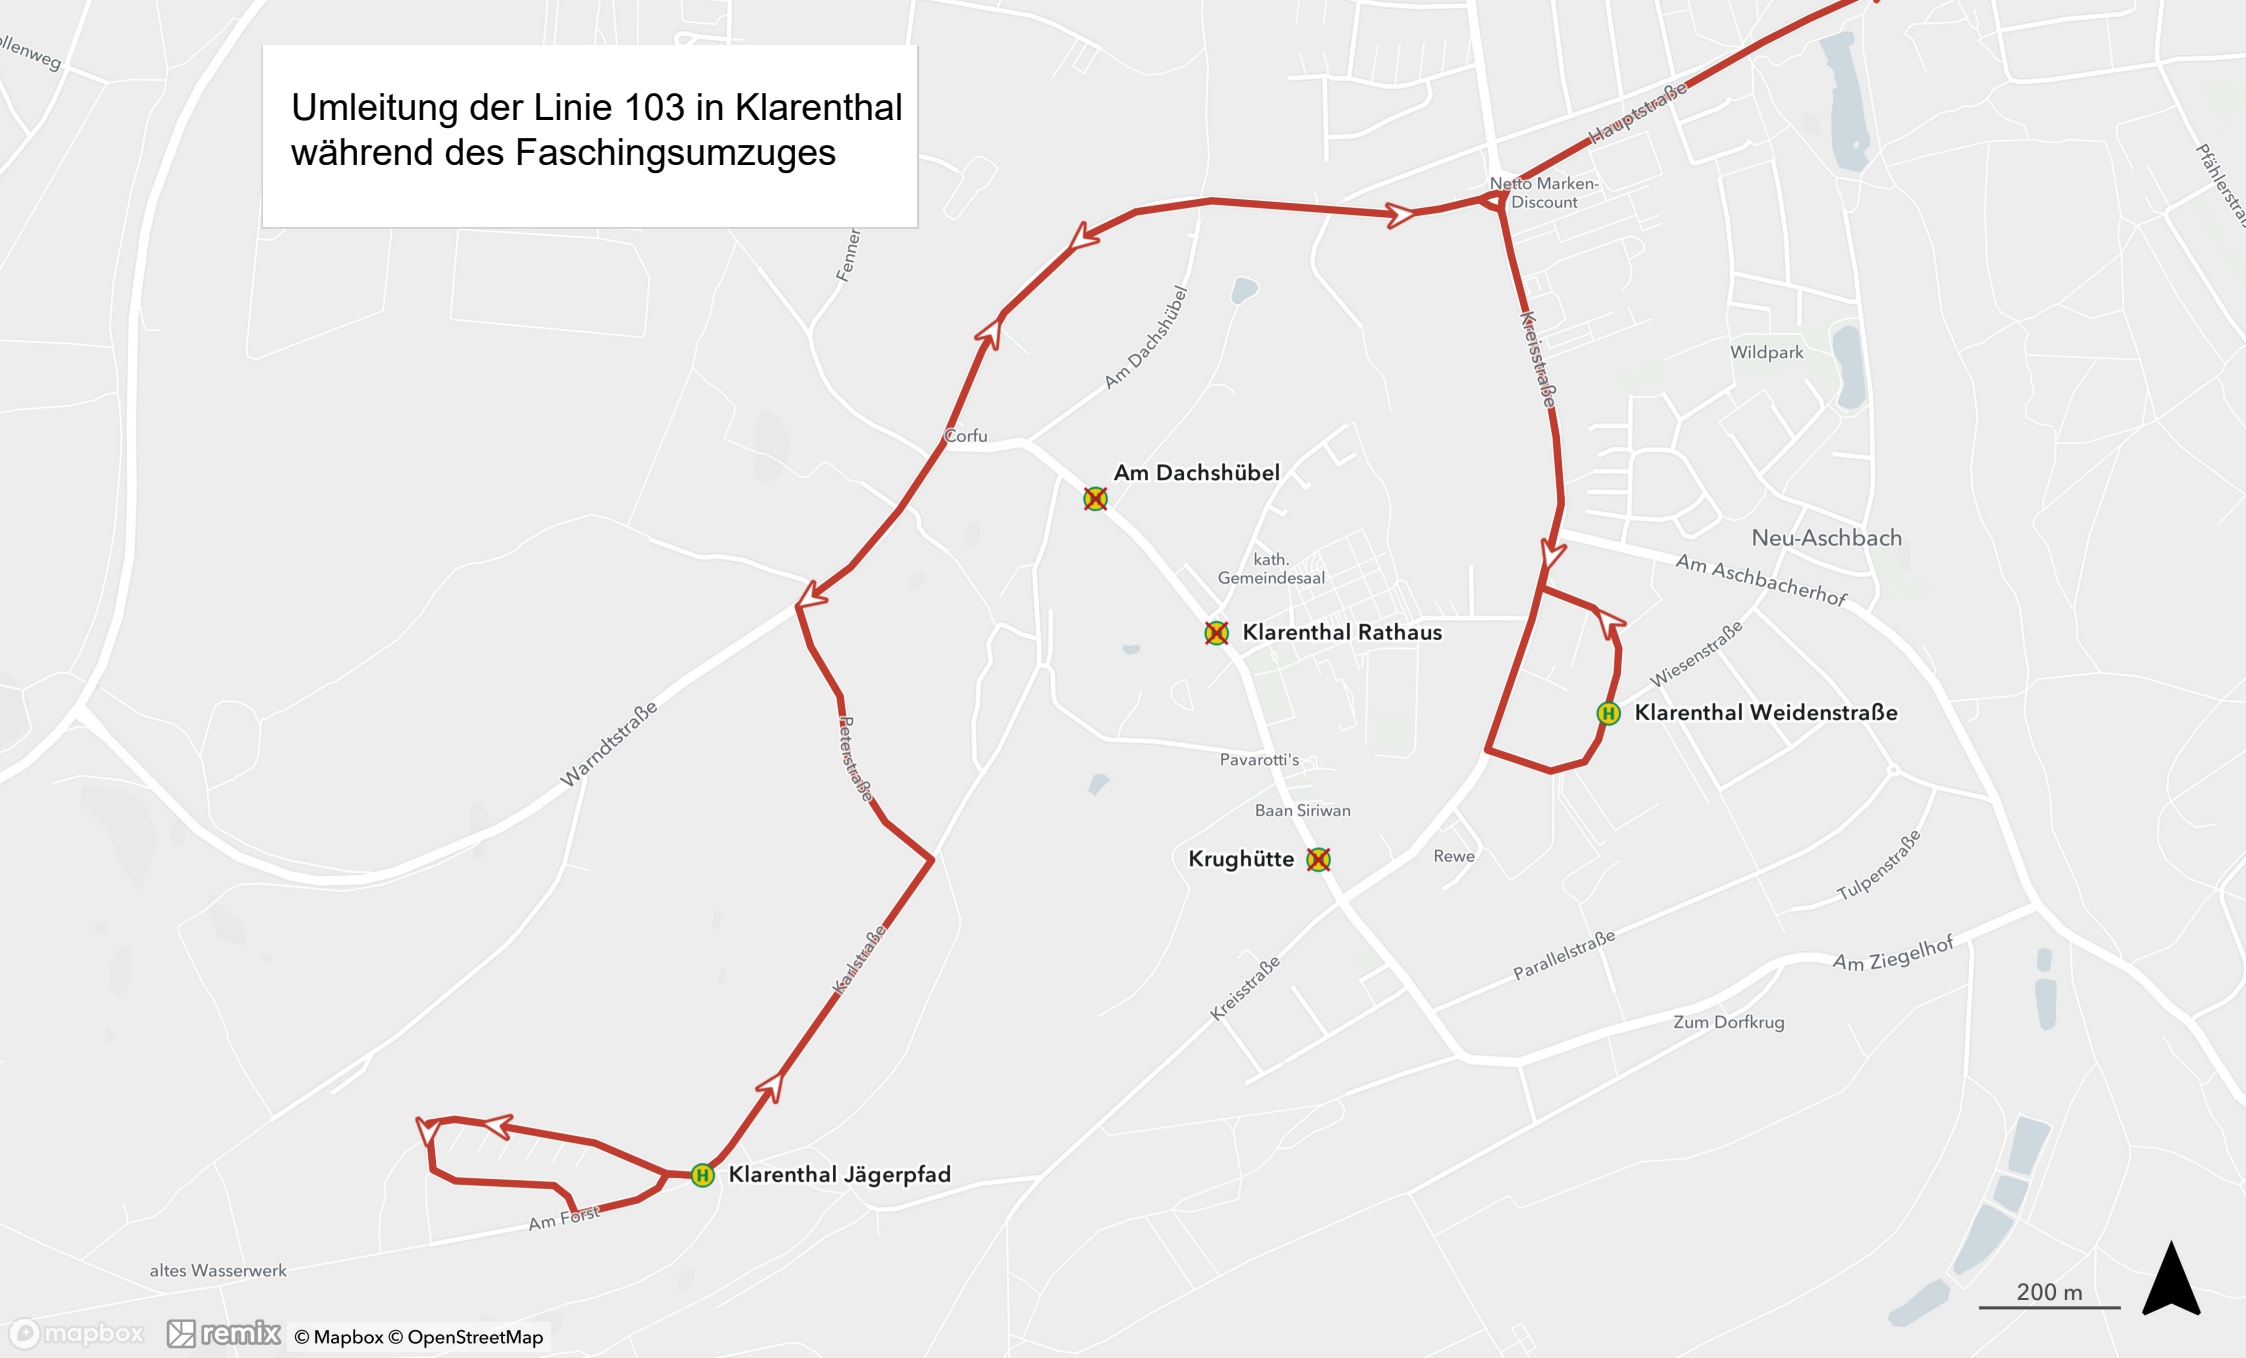 ollenweg
Umleitung der Linie 103 in Klarenthal
während des Faschingsumzuges
Hauptstraße
Netto Marken-
Discount
Pfählerstraß
Fenner
Am Dachshübel
Kreisstraße
Wildpark
Corfu
Am Dachshübel
Neu-Aschbach
Am Aschbacherhof
kath.
Gemeindesaal
Klarenthal Rathaus
Wiesenstraße
H
Klarenthal Weidenstraße
Warndtstraße
Peterstraße
Pavarotti's
Baan Siriwan
Krughütte
Rewe
Tulpenstraße
Karlstraße
Kreisstraße
Parallelstraße
Am Ziegelhof
Zum Dorfkrug
H
Klarenthal Jägerpfad
Am Forst
altes Wasserwerk
200 m
mapbox
remix
© Mapbox © OpenStreetMap